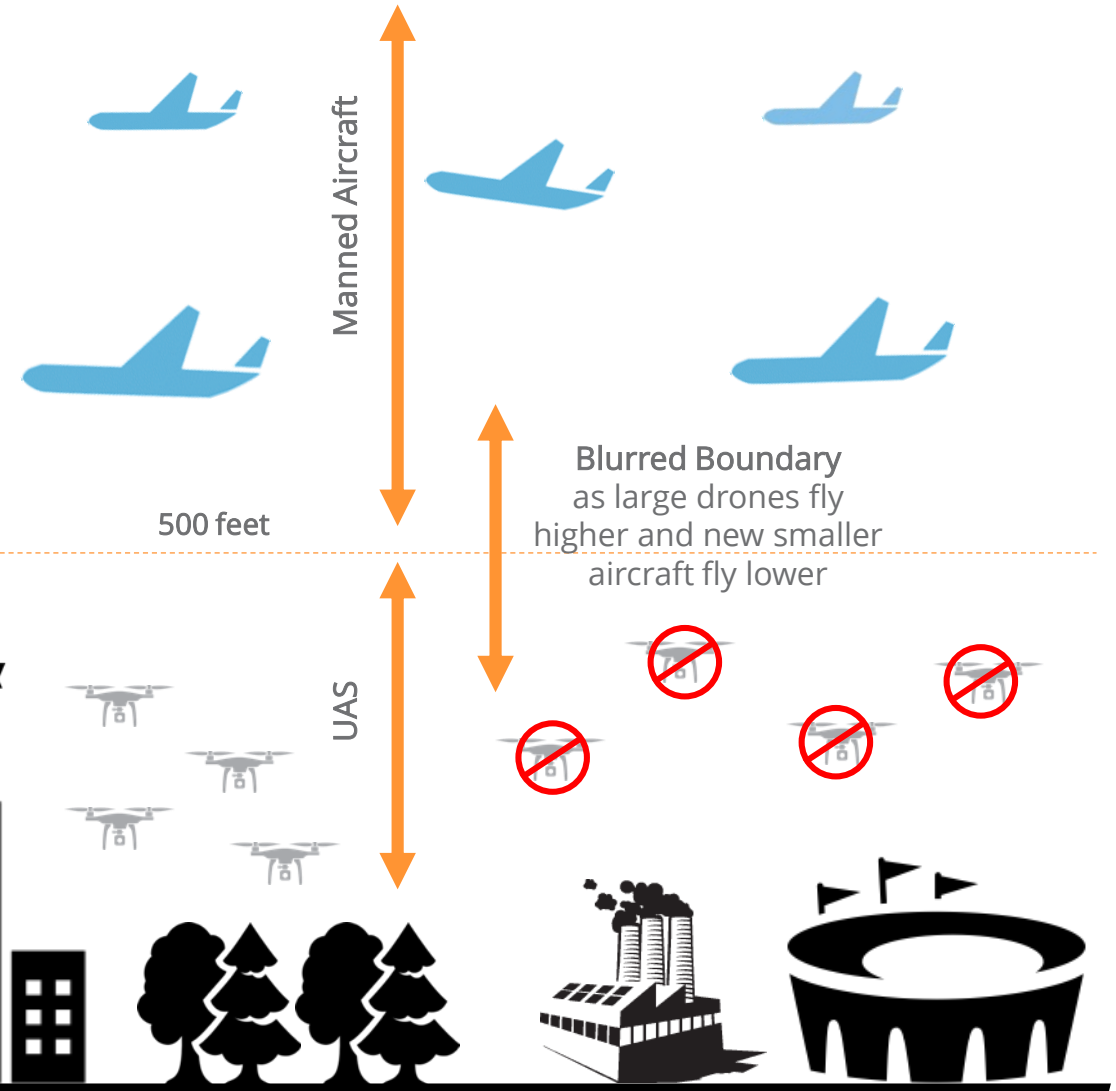 Manned Aircraft
Blurred Boundary
as large drones fly
higher and new smaller
aircraft fly lower
500 feet
UAS